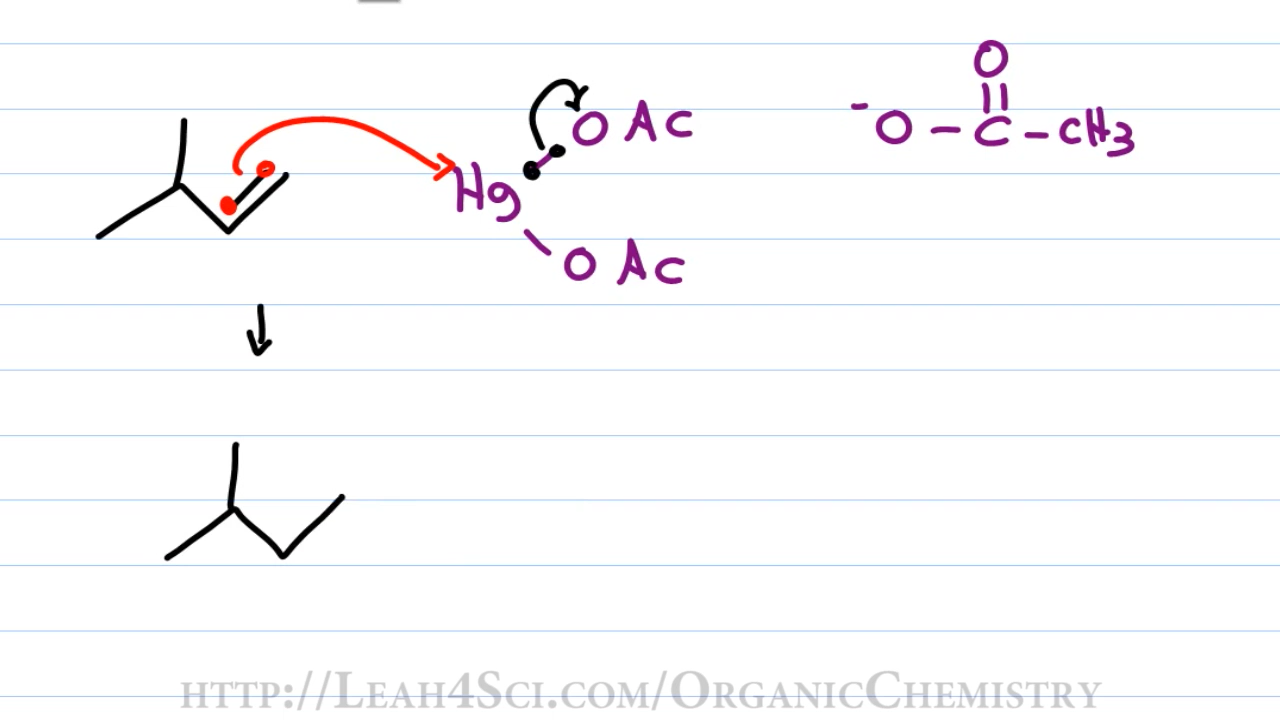 O
OAc
⁻O - C - CH3
Hg
OAc
HTTP://LEAH4SCI.COM/ORGANICCHEMISTRY